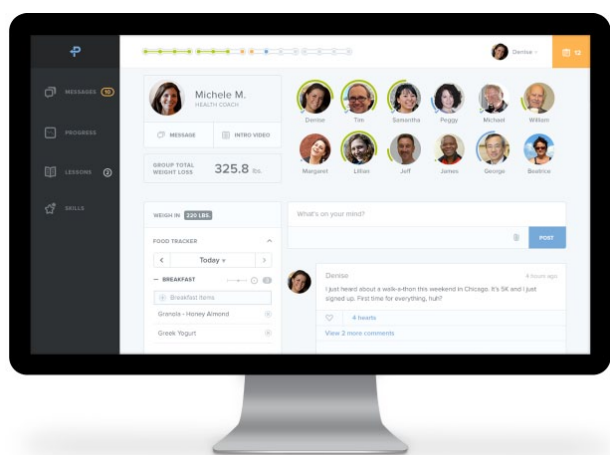 Denise
12
MESSAGES 10
PROGRESS
LESSONS 2
SKILLS
Michele M.
HEALTH COACH
MESSAGE
INTRO VIDEO
GROUP TOTAL
WEIGHT LOSS
325.8 lbs.
Denise Tim Samantha Peggy Michael William
Margaret Lithan Jeff James George Beatrice
WEIGH IN 220 LBS.
FOOD TRACKER
Today
BREAKFAST
Breakfast items
Granola - Honey Almond
Greek Yogurt
What's on your mind?
POST
Denise 4 hours ago
I just heard about a walk-a-thon this weekend in Chicago. It's 5K and I just
signed up. First time for everything, huh?
4 hearts
View 2 more comments